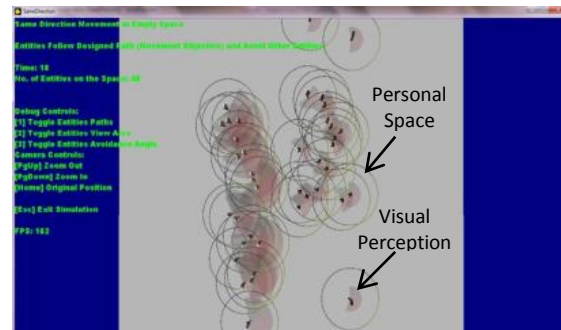 SameDirection
Same Direction Movement in Empty Space
Entities Follow Designed Path (Movement Objective) and Avoid Other Entities
Time: 18
No. of Entities on the Space:
Debug Controls:
[1] Toggle Entities Paths
[2] Toggle Entities View Area
[3] Toggle Entities Avoidance Angle
Camera Controls:
[PgUp] Zoom Out
[PgDown] Zoom In
[Home] Original Position
[Esc] Exit Simulation
FPS: 163
Personal
Space
Visual
Perception